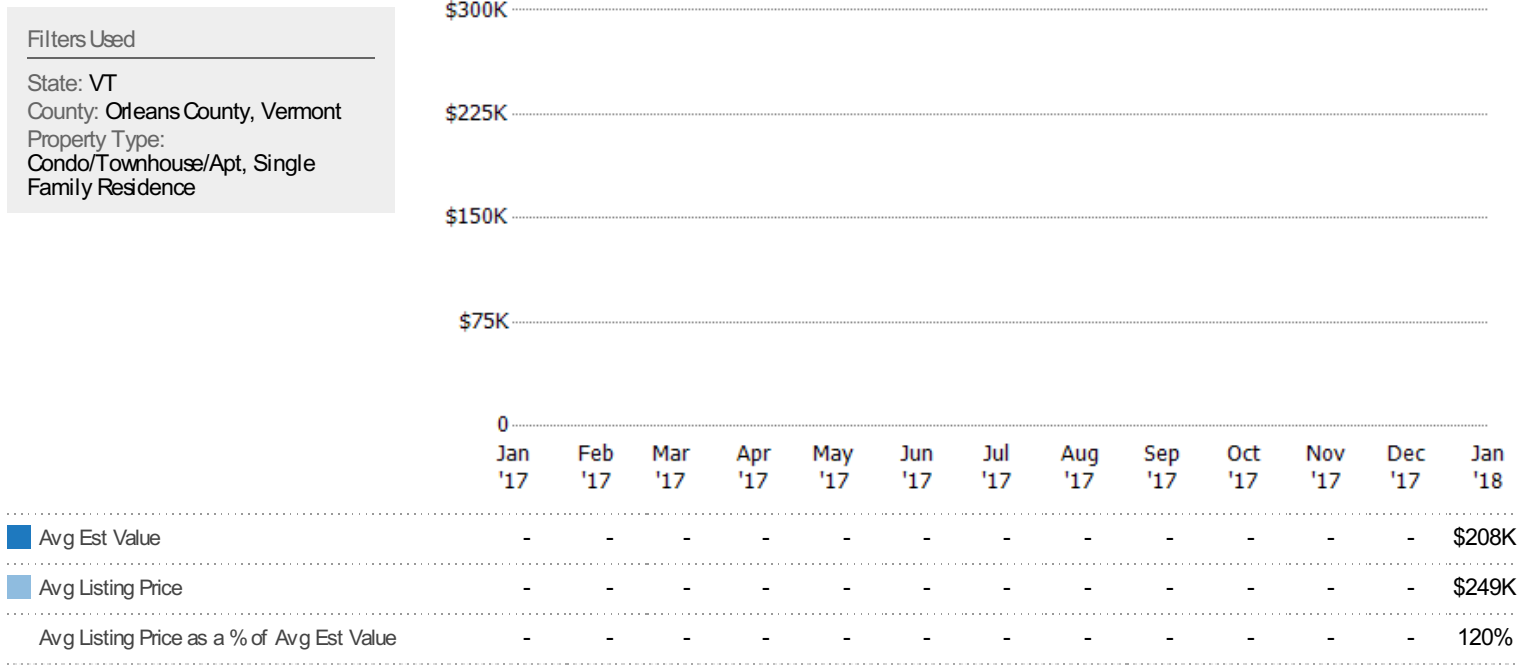 Filters Used
State: VT
County: Orleans County, Vermont
Property Type:
Condo/Townhouse/Apt, Single
Family Residence
$300K
$225K
$150K
$75K
0
Jan Feb Mar Apr May Jun Jul Aug Sep Oct Nov Dec Jan
'17 '17 '17 '17 '17 '17 '17 '17 '17 '17 '17 '17 '18
Avg Est Value - - - - - - - - - - - - $208K
Avg Listing Price - - - - - - - - - - - - $249K
Avg Listing Price as a % of Avg Est Value - - - - - - - - - - - - 120%